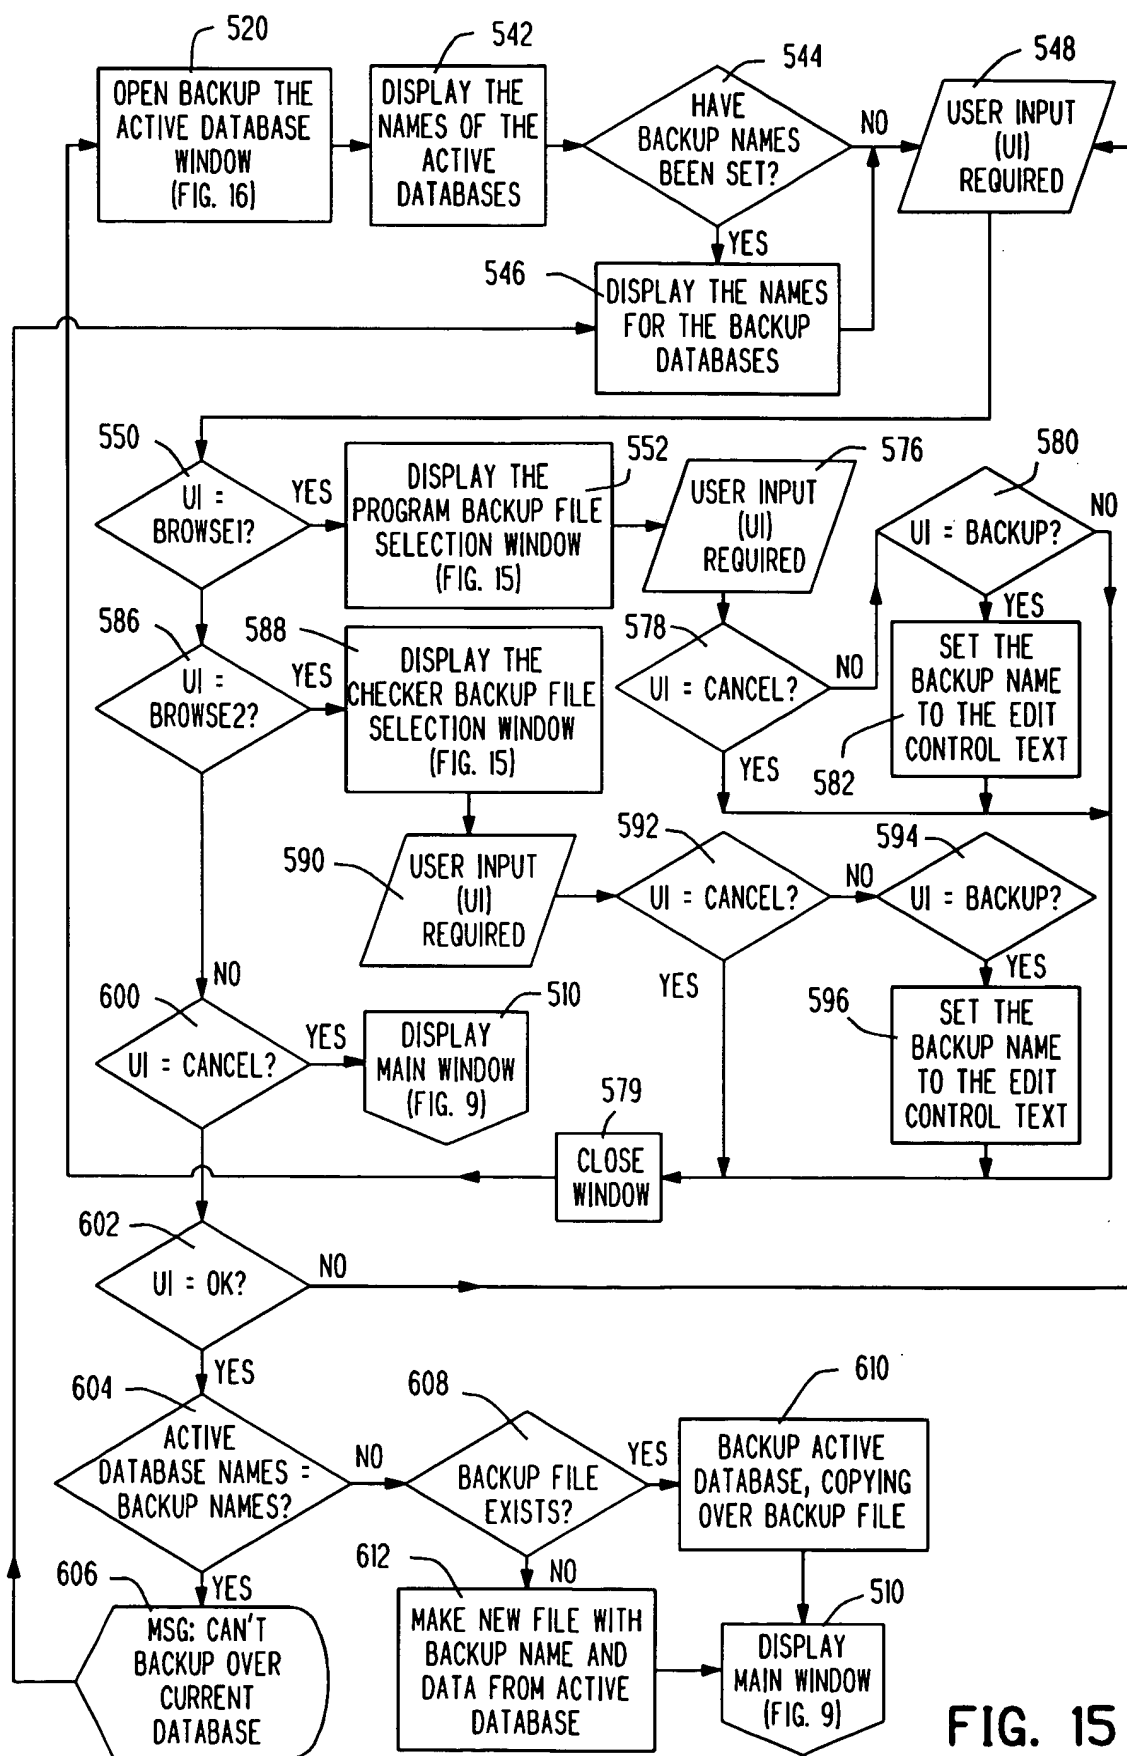 520
OPEN BACKUP THE
ACTIVE DATABASE
WINDOW
(FIG. 16)
542
DISPLAY THE
NAMES OF THE
ACTIVE
DATABASES
544
HAVE
BACKUP NAMES
BEEN SET?
NO
YES
548
USER INPUT
(UI)
REQUIRED
546
DISPLAY THE NAMES
FOR THE BACKUP
DATABASES
550
UI =
BROWSE1?
YES
552
DISPLAY THE
PROGRAM BACKUP FILE
SELECTION WINDOW
(FIG. 15)
576
USER INPUT
(UI)
REQUIRED
580
UI = BACKUP?
NO
YES
578
UI = CANCEL?
NO
YES
SET THE
BACKUP NAME
TO THE EDIT
CONTROL TEXT
582
586
UI =
BROWSE2?
YES
NO
588
DISPLAY THE
CHECKER BACKUP FILE
SELECTION WINDOW
(FIG. 15)
590
USER INPUT
(UI)
REQUIRED
592
UI = CANCEL?
NO
YES
594
UI = BACKUP?
YES
596
SET THE
BACKUP NAME
TO THE EDIT
CONTROL TEXT
600
UI = CANCEL?
YES
510
DISPLAY
MAIN WINDOW
(FIG. 9)
579
CLOSE
WINDOW
602
UI = OK?
NO
YES
604
ACTIVE
DATABASE NAMES =
BACKUP NAMES?
NO
YES
608
BACKUP FILE
EXISTS?
YES
NO
610
BACKUP ACTIVE
DATABASE, COPYING
OVER BACKUP FILE
606
MSG: CAN'T
BACKUP OVER
CURRENT
DATABASE
612
MAKE NEW FILE WITH
BACKUP NAME AND
DATA FROM ACTIVE
DATABASE
510
DISPLAY
MAIN WINDOW
(FIG. 9)
FIG. 15